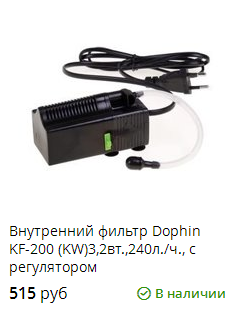 Внутренний фильтр Dophin
KF-200 (KW)3,2вт.,240л./ч., с
регулятором
515 руб В наличии